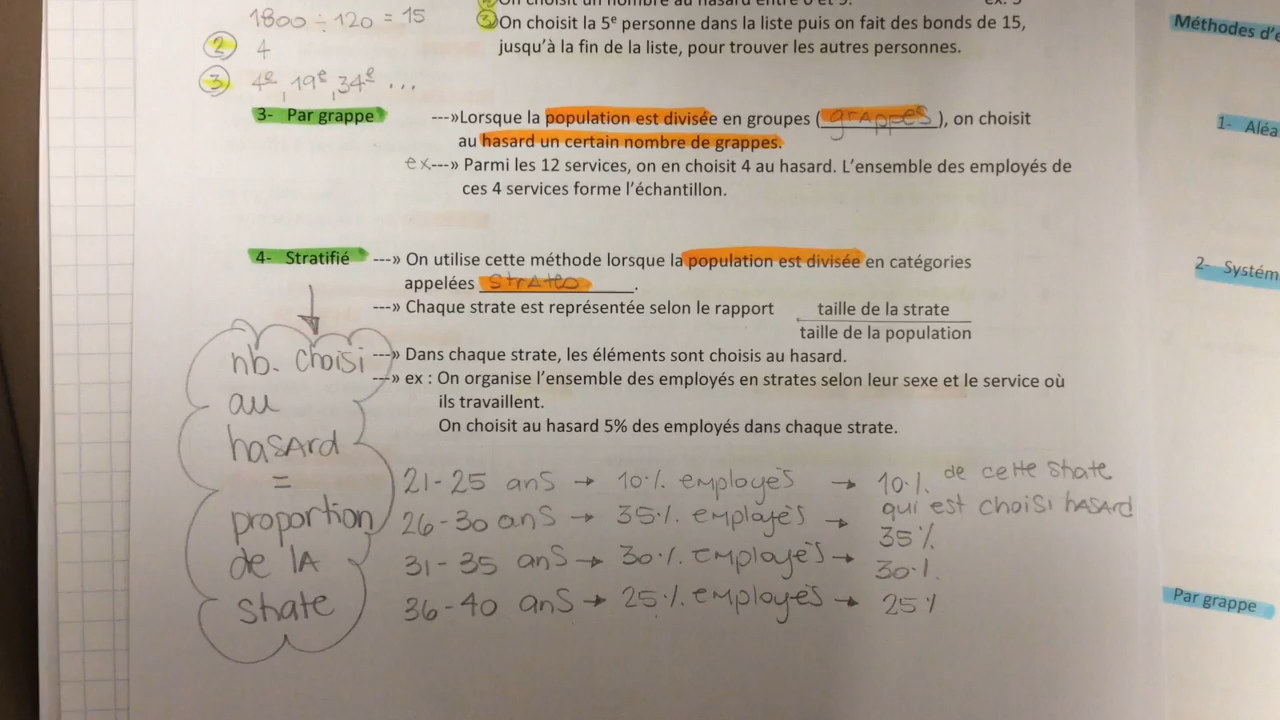 1800 ÷ 120 = 15
③ On choisit la 5e personne dans la liste puis on fait des bonds de 15,
jusqu'à la fin de la liste, pour trouver les autres personnes.
② 4
③ 4e, 19e, 34e ...
3- Par grappe ---»Lorsque la population est divisée en groupes (grappes), on choisit
au hasard un certain nombre de grappes.
ex---» Parmi les 12 services, on en choisit 4 au hasard. L'ensemble des employés de
ces 4 services forme l'échantillon.
4- Stratifié ---» On utilise cette méthode lorsque la population est divisée en catégories
appelées strates.
---» Chaque strate est représentée selon le rapport taille de la strate
taille de la population
---» Dans chaque strate, les éléments sont choisis au hasard.
---» ex : On organise l'ensemble des employés en strates selon leur sexe et le service où
ils travaillent.
On choisit au hasard 5% des employés dans chaque strate.
nb. choisi
au
hasard
=
proportion
de la
strate
21-25 ans → 10% employés → 10% de cette strate
qui est choisi hasard
26-30 ans → 35% employés → 35%
31-35 ans → 30% employés → 30%
36-40 ans → 25% employés → 25%
Méthodes d'é
1- Aléa
2- Systém
Par grappe